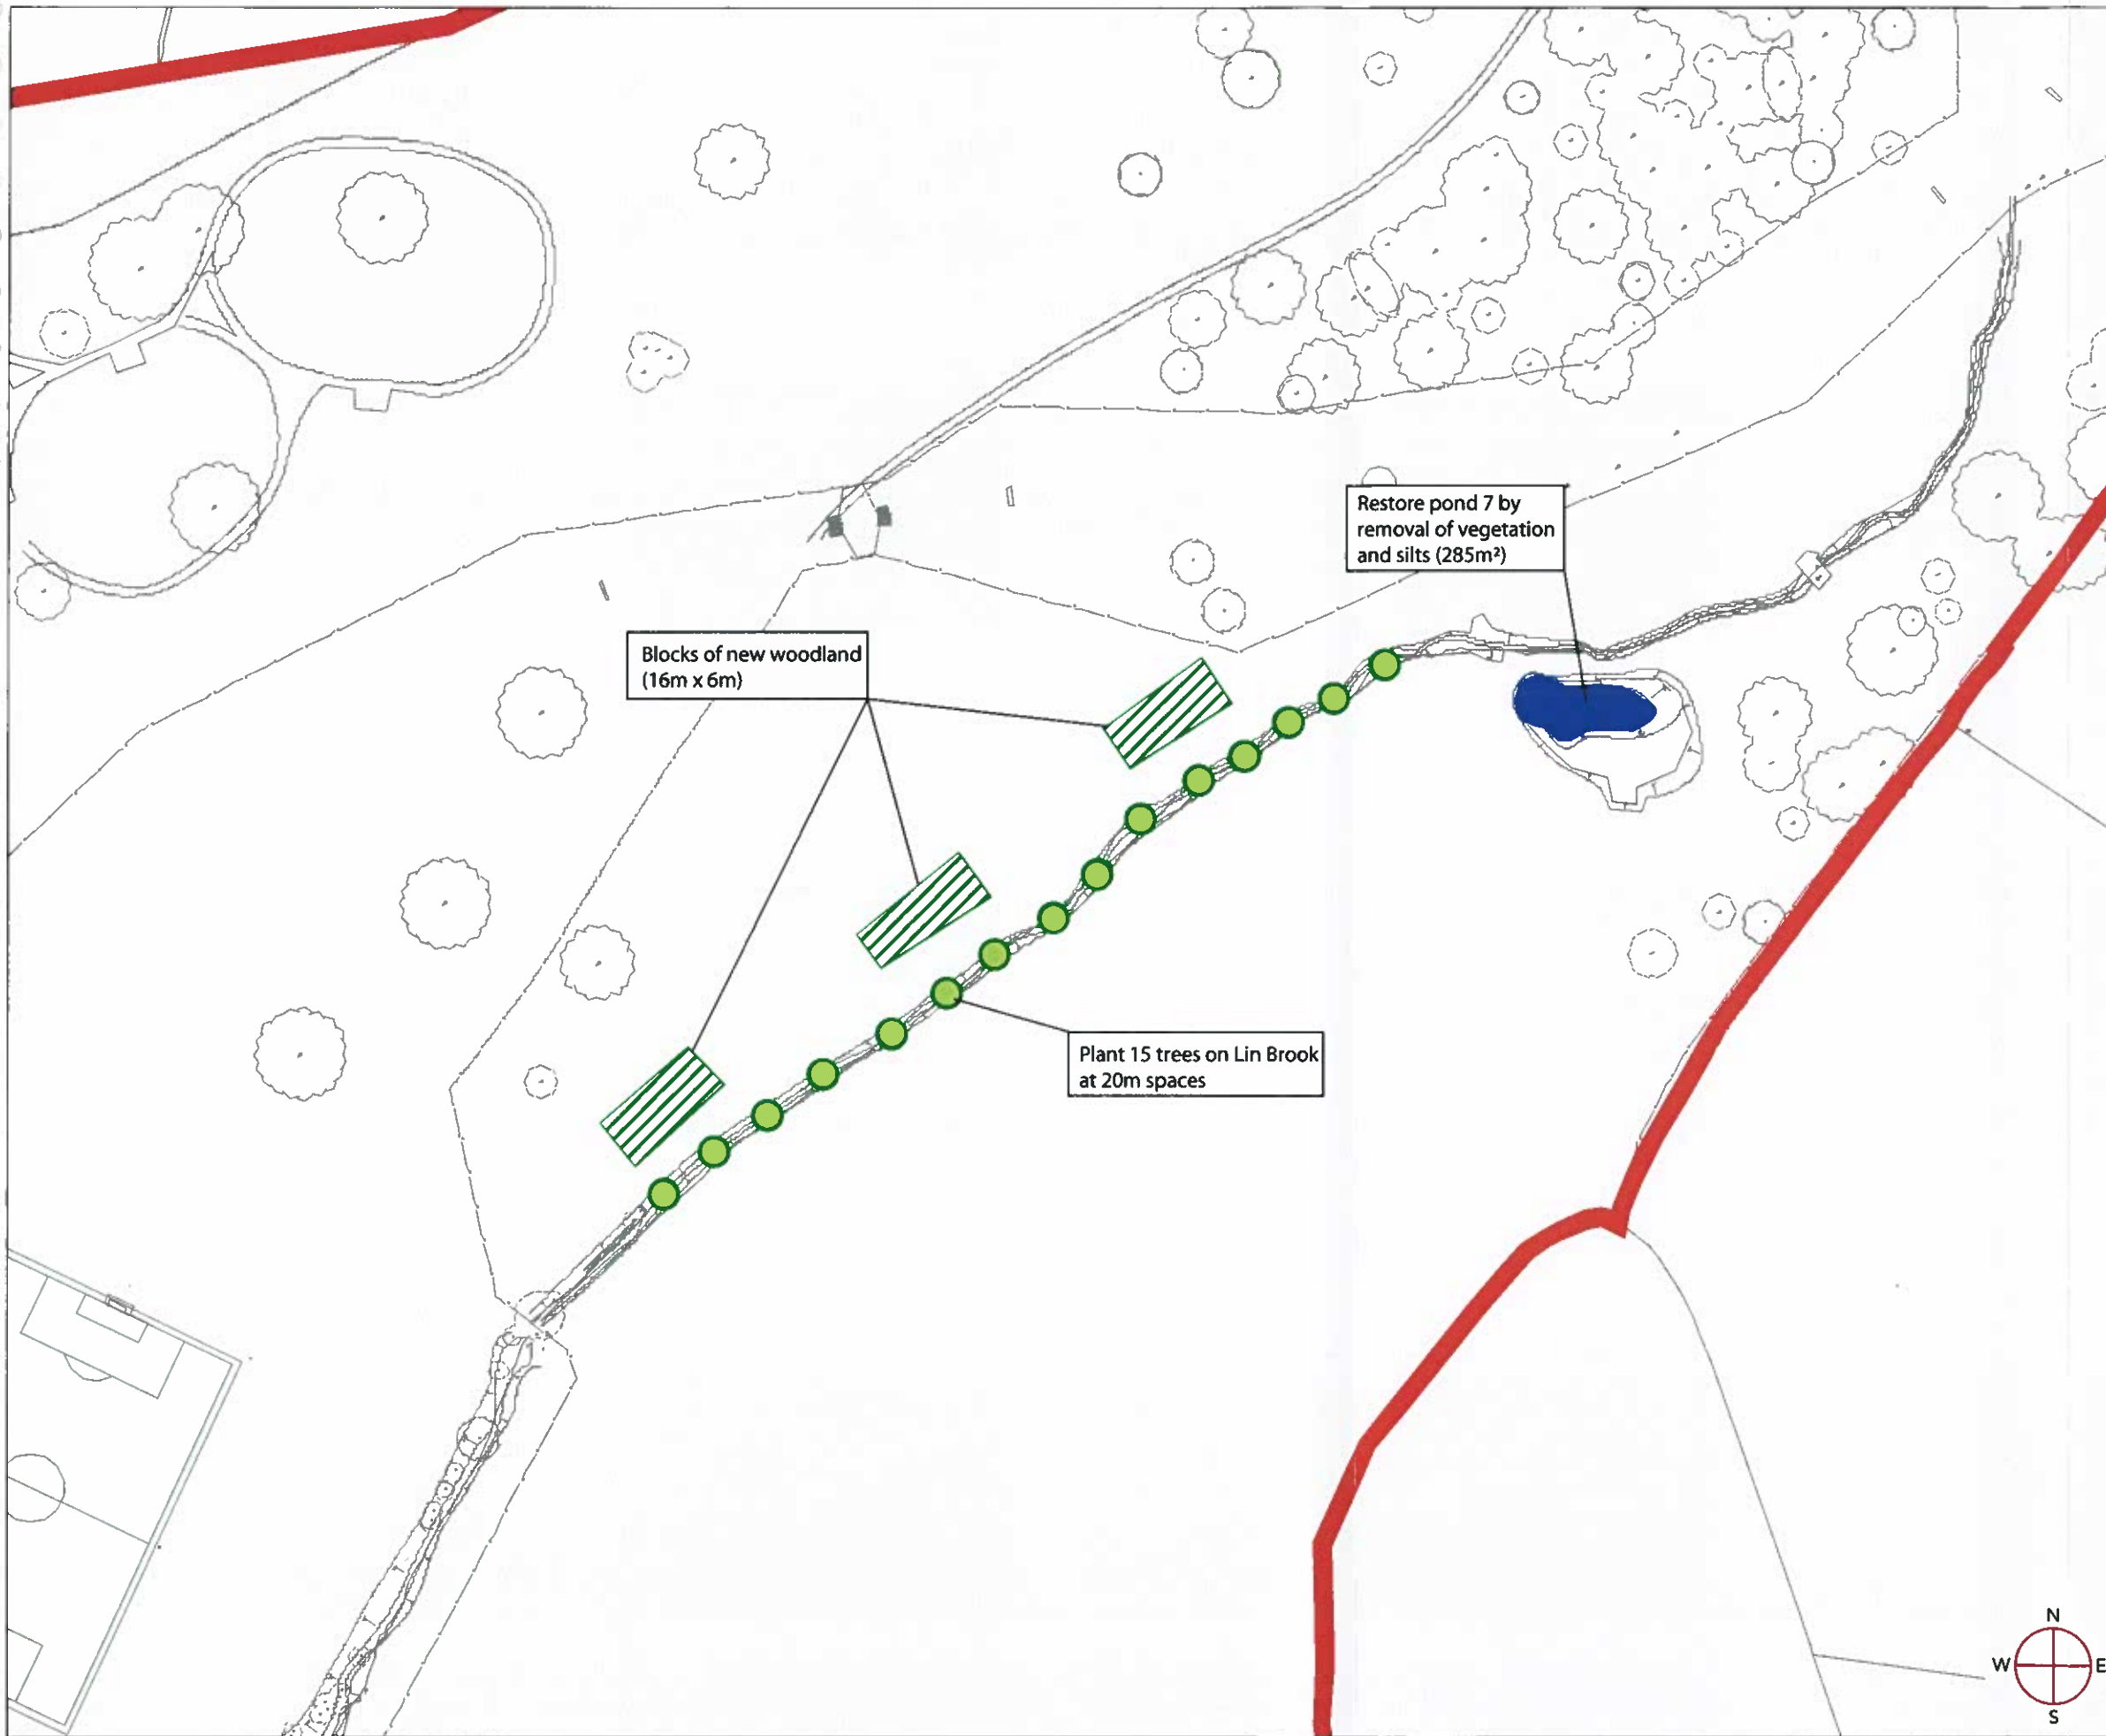 Restore pond 7 by
removal of vegetation
and silts (285m²)
Blocks of new woodland
(16m x 6m)
Plant 15 trees on Lin Brook
at 20m spaces
N
W E
S